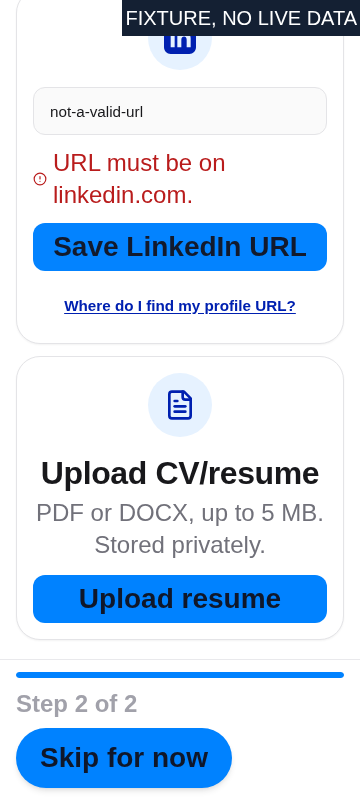 FIXTURE, NO LIVE DATA
in
not-a-valid-url
URL must be on
linkedin.com.
Save LinkedIn URL
Where do I find my profile URL?
Upload CV/resume
PDF or DOCX, up to 5 MB.
Stored privately.
Upload resume
Step 2 of 2
Skip for now